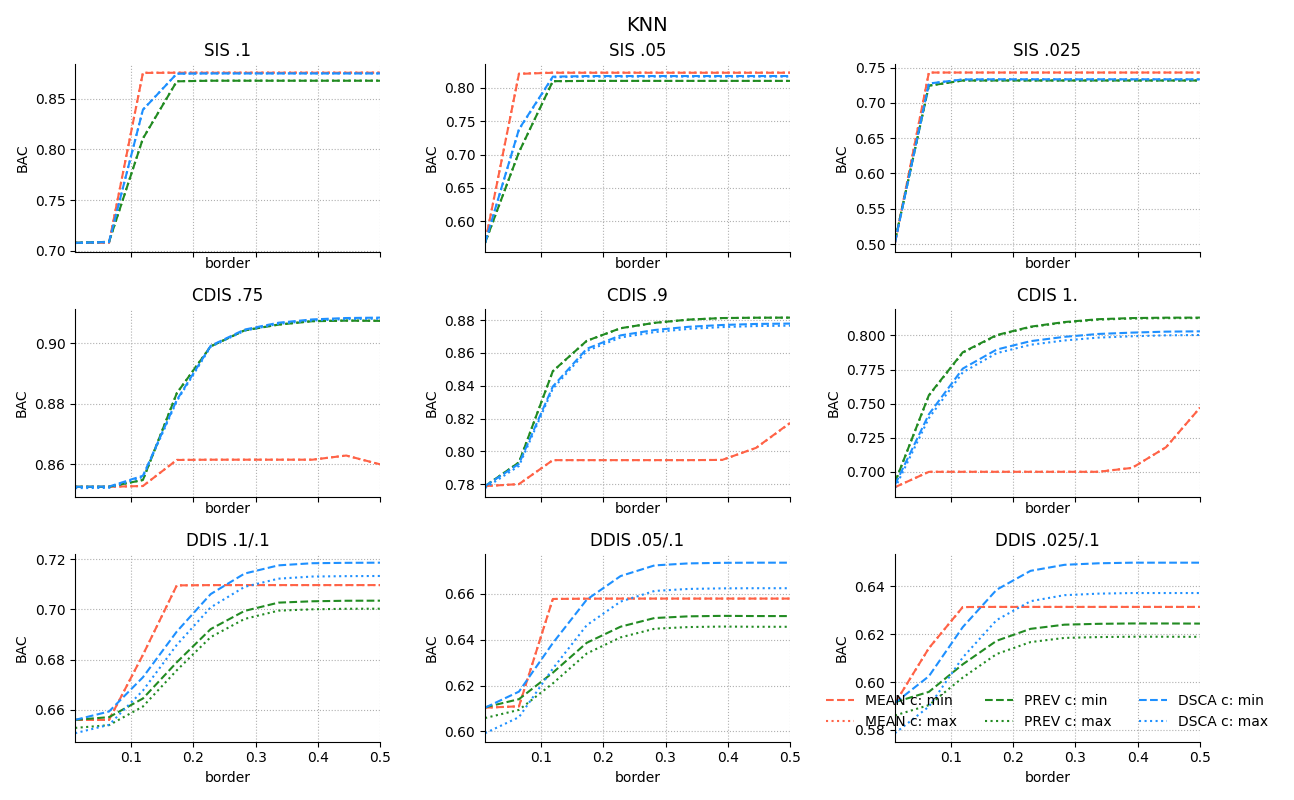 KNN
SIS .1
SIS .05
SIS .025
0.85
0.80
0.75
0.70
BAC
border
0.80
0.75
0.70
0.65
0.60
BAC
border
0.75
0.70
0.65
0.60
0.55
0.50
BAC
border
CDIS .75
CDIS .9
CDIS 1.
0.90
0.88
0.86
BAC
border
0.88
0.86
0.84
0.82
0.80
0.78
BAC
border
0.800
0.775
0.750
0.725
0.700
BAC
border
DDIS .1/.1
DDIS .05/.1
DDIS .025/.1
0.72
0.70
0.68
0.66
BAC
0.1 0.2 0.3 0.4 0.5
border
0.66
0.64
0.62
0.60
BAC
0.1 0.2 0.3 0.4 0.5
border
0.64
0.62
0.60
0.58
BAC
0.1 0.2 0.3 0.4 0.5
border
MEAN c: min PREV c: min DSCA c: min
MEAN c: max PREV c: max DSCA c: max